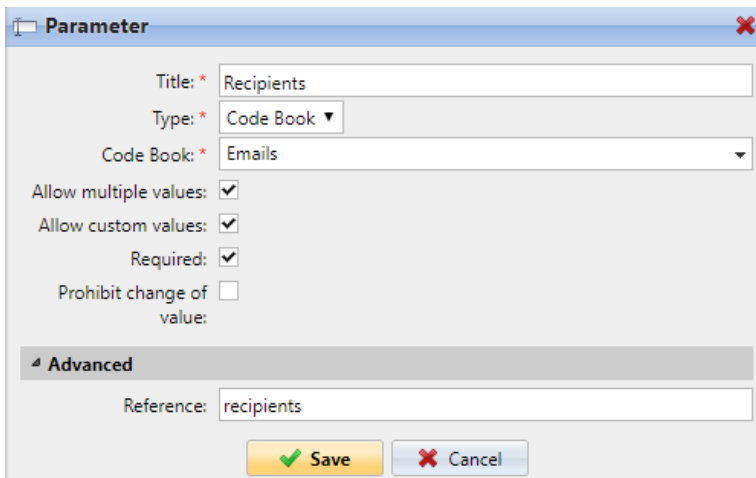 Parameter
Title: * Recipients
Type: * Code Book
Code Book: * Emails
Allow multiple values:
Allow custom values:
Required:
Prohibit change of
value:
Advanced
Reference: recipients
Save Cancel